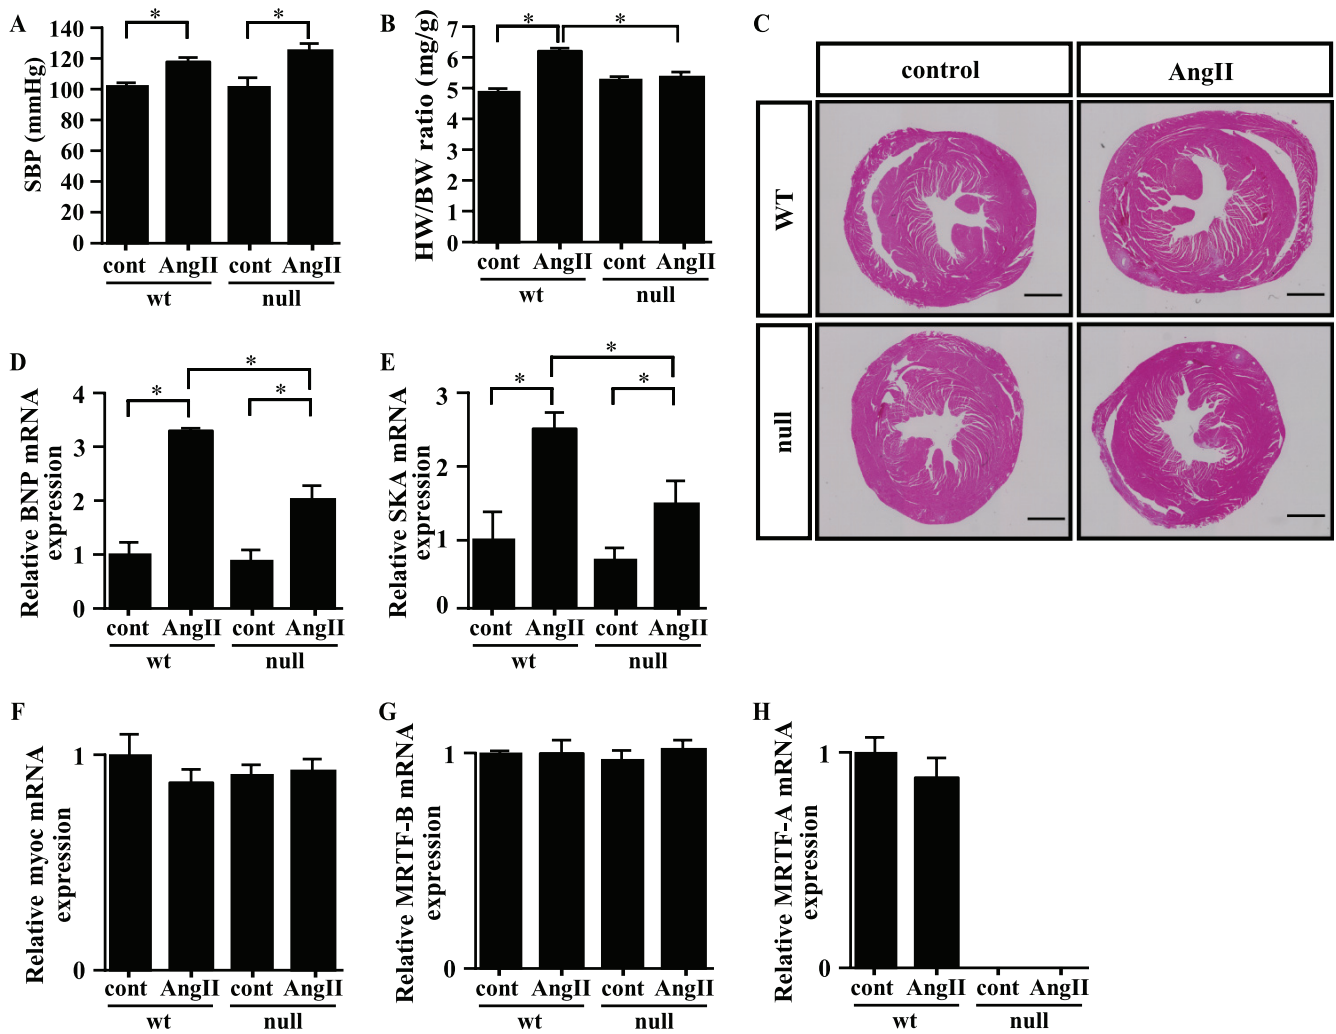 A
SBP (mmHg)
140
120
100
80
60
40
20
0
*
*
cont AngII cont AngII
wt null
B
HW/BW ratio (mg/g)
7
6
5
4
3
2
1
0
*
*
cont AngII cont AngII
wt null
C
control AngII
WT
null
D
Relative BNP mRNA
expression
4
3
2
1
0
*
*
*
cont AngII cont AngII
wt null
E
Relative SKA mRNA
expression
3
2
1
0
*
*
*
cont AngII cont AngII
wt null
F
Relative myoc mRNA
expression
1
0
cont AngII cont AngII
wt null
G
Relative MRTF-B mRNA
expression
1
0
cont AngII cont AngII
wt null
H
Relative MRTF-A mRNA
expression
1
0
cont AngII cont AngII
wt null